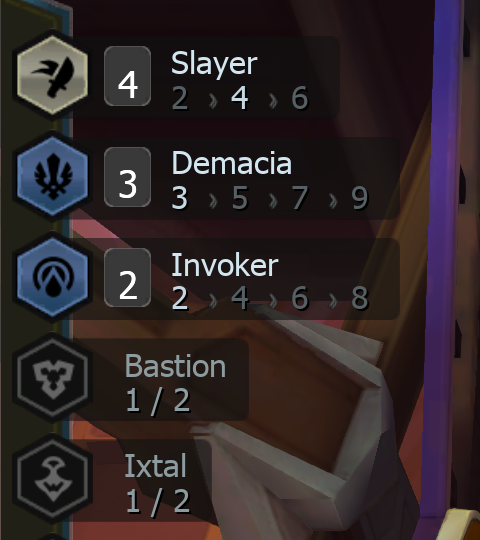 4 Slayer
2 › 4 › 6
3 Demacia
3 › 5 › 7 › 9
2 Invoker
2 › 4 › 6 › 8
Bastion
1 / 2
Ixtal
1 / 2